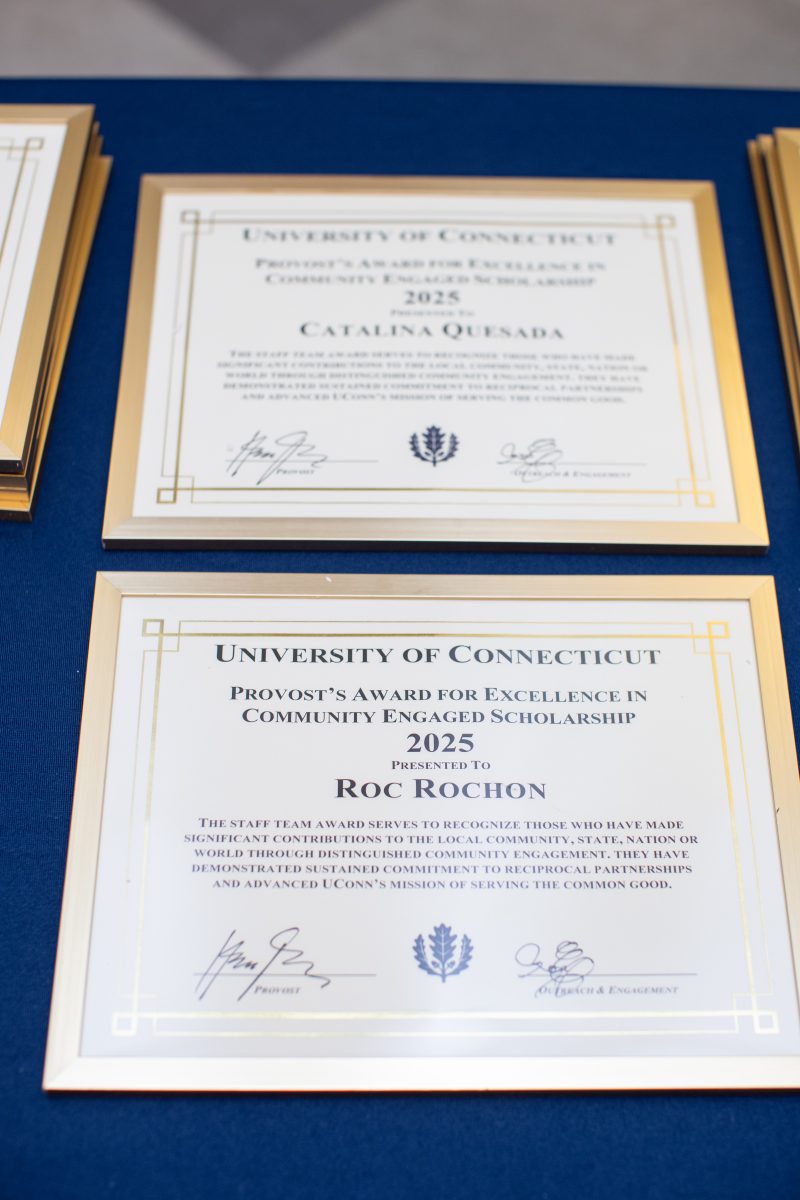 University of Connecticut
Provost's Award for Excellence in
Community Engaged Scholarship
2025
Presented To
Catalina Quesada
The staff team award serves to recognize those who have made
significant contributions to the local community, state, nation or
world through distinguished community engagement. They have
demonstrated sustained commitment to reciprocal partnerships
and advanced UConn's mission of serving the common good.
Provost
Outreach & Engagement
University of Connecticut
Provost's Award for Excellence in
Community Engaged Scholarship
2025
Presented To
Roc Rochon
The staff team award serves to recognize those who have made
significant contributions to the local community, state, nation or
world through distinguished community engagement. They have
demonstrated sustained commitment to reciprocal partnerships
and advanced UConn's mission of serving the common good.
Provost
Outreach & Engagement